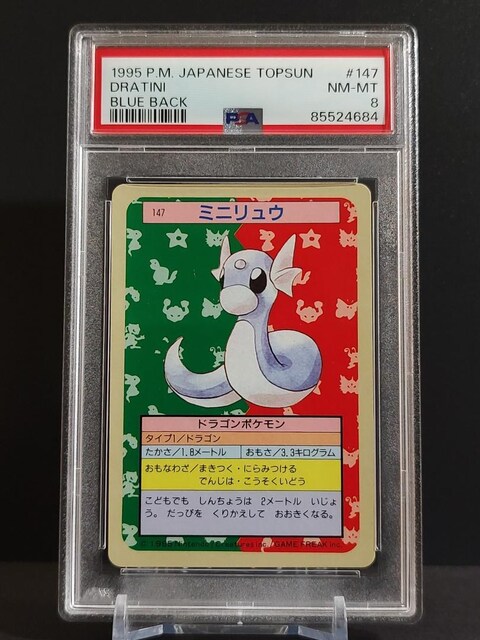 1995 P.M. JAPANESE TOPSUN #147
DRATINI NM-MT
BLUE BACK 8
PSA 85524684
147 ミニリュウ
ドラゴンポケモン
タイプ1/ドラゴン
たかさ/1.8メートル おもさ/3.3キログラム
おもなわざ/まきつく・にらみつける
でんじは・こうそくいどう
こどもでも しんちょうは 2メートル いじょ
う。だっぴを くりかえして おおきくなる。
GAME FREAK inc.